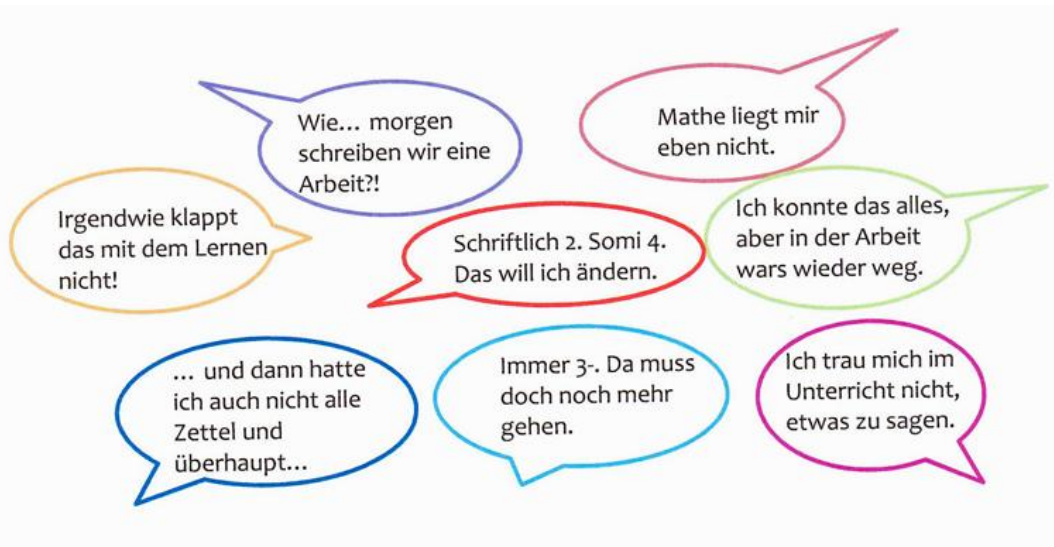 Wie... morgen
schreiben wir eine
Arbeit?!
Mathe liegt mir
eben nicht.
Irgendwie klappt
das mit dem Lernen
nicht!
Schriftlich 2. Somi 4.
Das will ich ändern.
Ich konnte das alles,
aber in der Arbeit
wars wieder weg.
... und dann hatte
ich auch nicht alle
Zettel und
überhaupt...
Immer 3-. Da muss
doch noch mehr
gehen.
Ich trau mich im
Unterricht nicht,
etwas zu sagen.